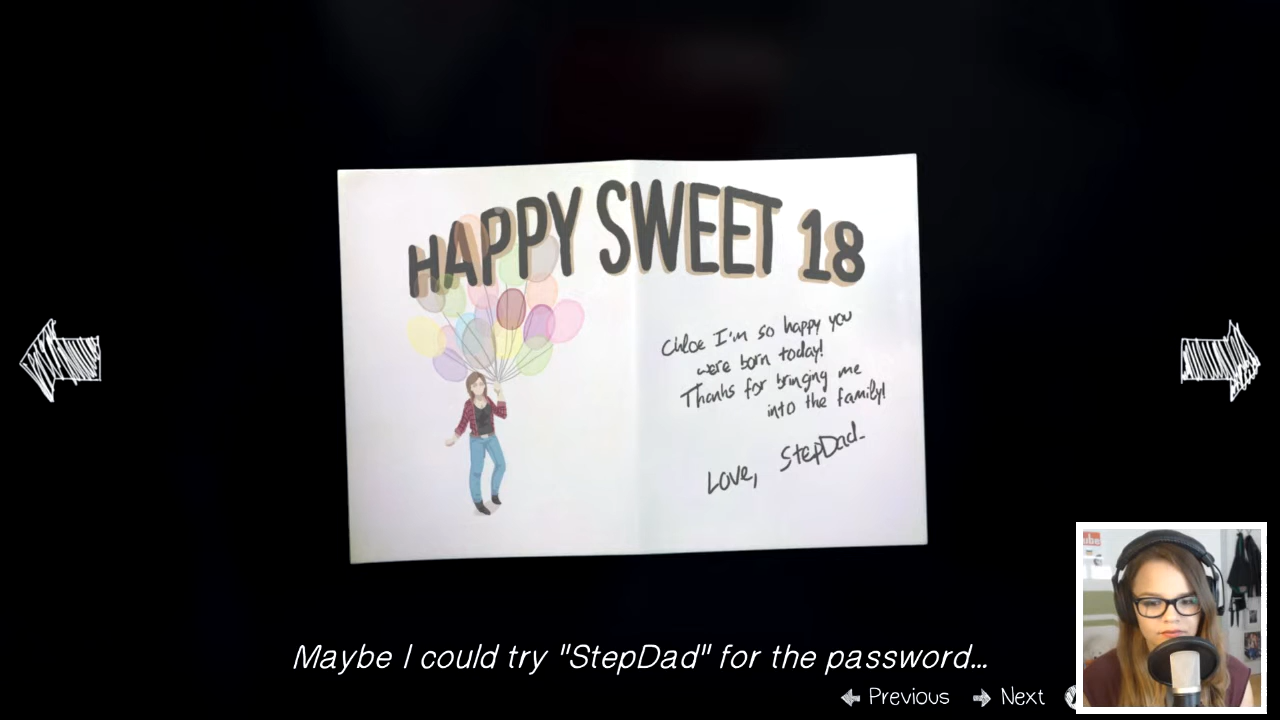 HAPPY SWEET 18
Chloe I'm so happy you
were born today!
Thanks for bringing me
into the family!
Love, StepDad
Maybe I could try "StepDad" for the password...
Previous
Next